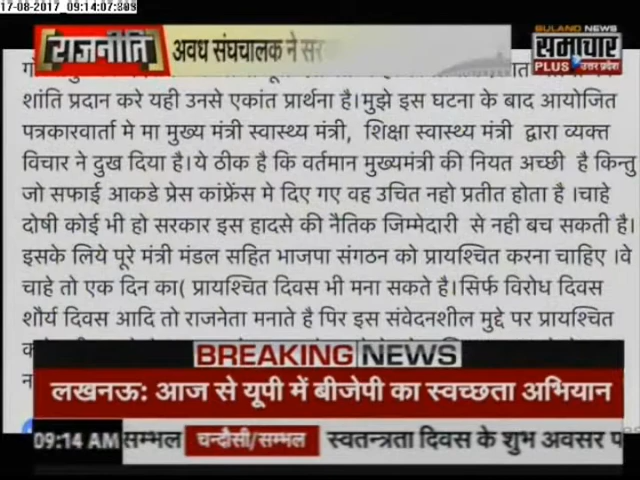 17-08-2017_09:14:07:808
राजनीति
अवध संघचालक ने
BULAND NEWS
समाचार
PLUS उत्तर प्रदेश
शांति प्रदान करे यही उनसे एकांत प्रार्थना है।मुझे इस घटना के बाद आयोजित
पत्रकारवार्ता मे मा मुख्य मंत्री स्वास्थ्य मंत्री, शिक्षा स्वास्थ्य मंत्री द्वारा व्यक्त
विचार ने दुख दिया है।ये ठीक है कि वर्तमान मुख्यमंत्री की नियत अच्छी है किन्तु
जो सफाई आकडे प्रेस कांफ्रेंस मे दिए गए वह उचित नहो प्रतीत होता है ।चाहे
दोषी कोई भी हो सरकार इस हादसे की नैतिक जिम्मेदारी से नही बच सकती है।
इसके लिये पूरे मंत्री मंडल सहित भाजपा संगठन को प्रायश्चित करना चाहिए ।वे
चाहे तो एक दिन का( प्रायश्चित दिवस भी मना सकते है।सिर्फ विरोध दिवस
शौर्य दिवस आदि तो राजनेता मनाते है पिर इस संवेदनशील मुद्दे पर प्रायश्चित
BREAKING NEWS
लखनऊ: आज से यूपी में बीजेपी का स्वच्छता अभियान
09:14 AM सम्भल चन्दौसी/सम्भल स्वतन्त्रता दिवस के शुभ अवसर प